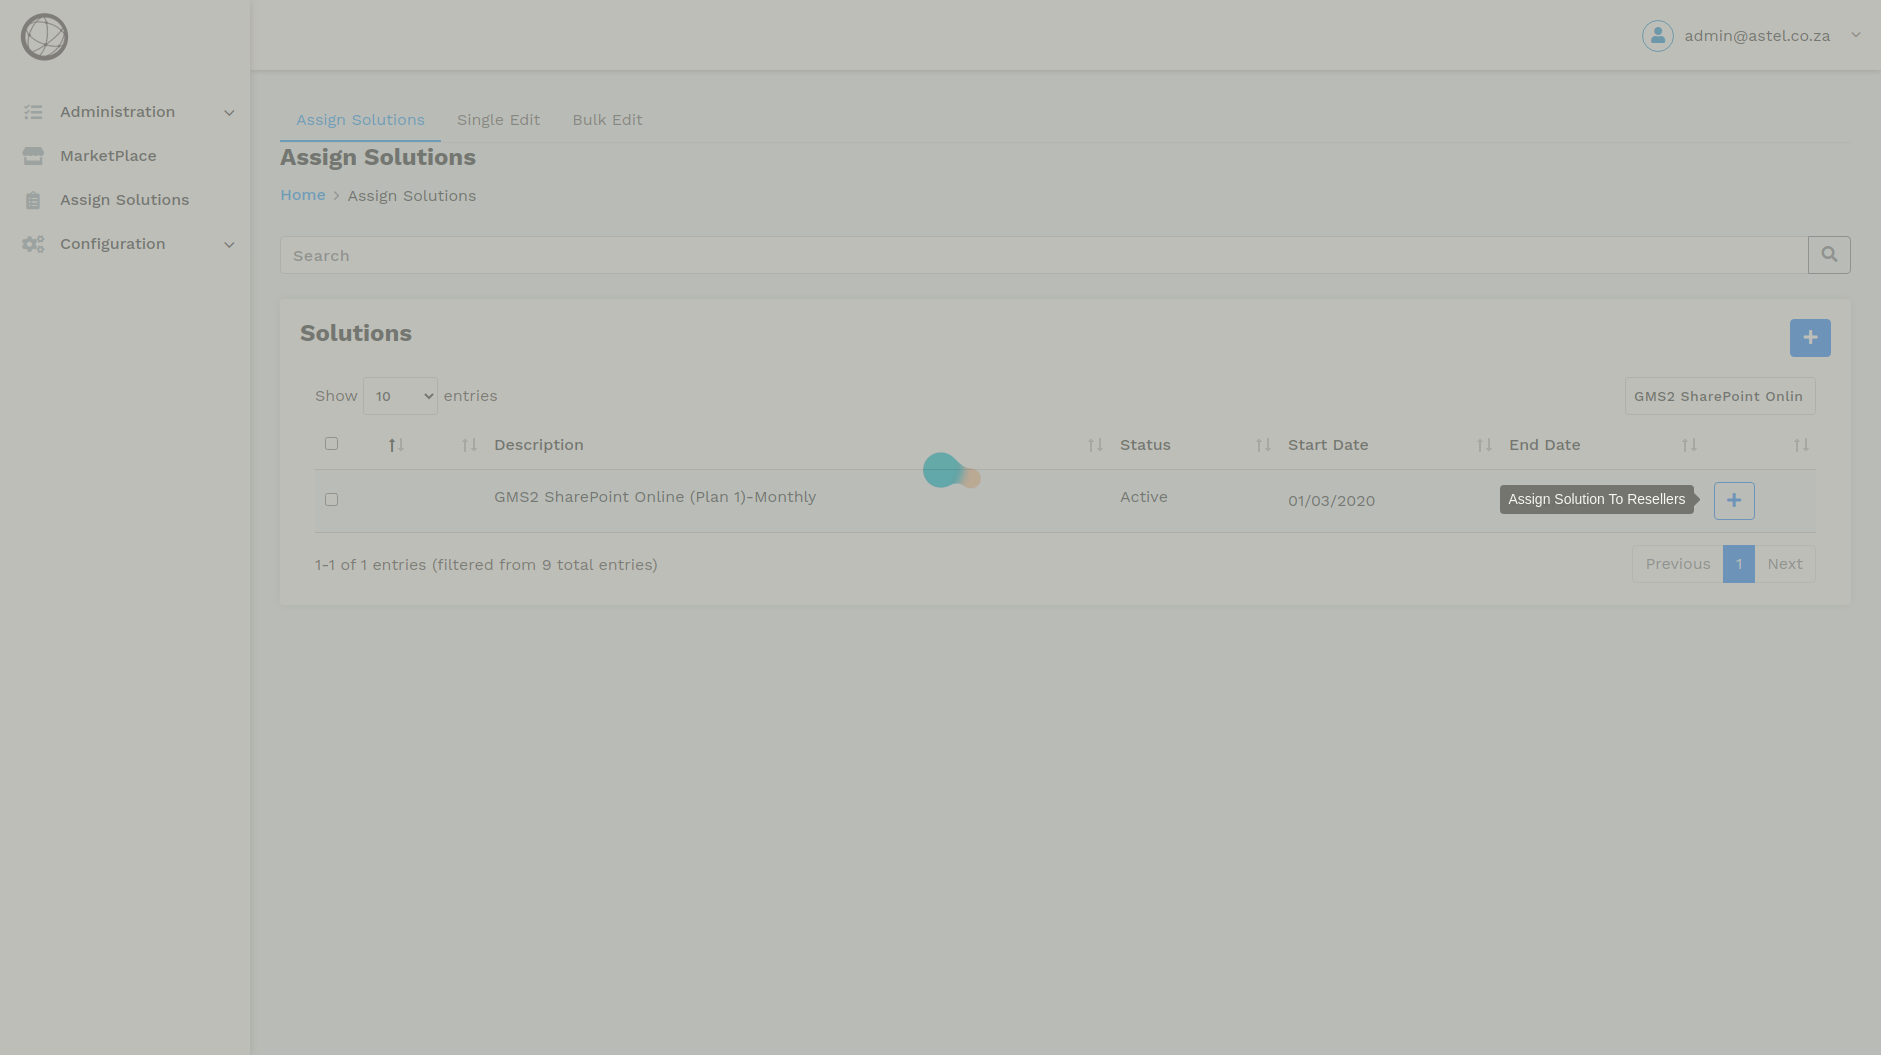 admin@astel.co.za
Administration
MarketPlace
Assign Solutions
Configuration
Assign Solutions Single Edit Bulk Edit
Assign Solutions
Home > Assign Solutions
Search
Solutions
Show 10 entries
GMS2 SharePoint Onlin
Description Status Start Date End Date
GMS2 SharePoint Online (Plan 1)-Monthly Active 01/03/2020 Assign Solution To Resellers
1-1 of 1 entries (filtered from 9 total entries)
Previous 1 Next